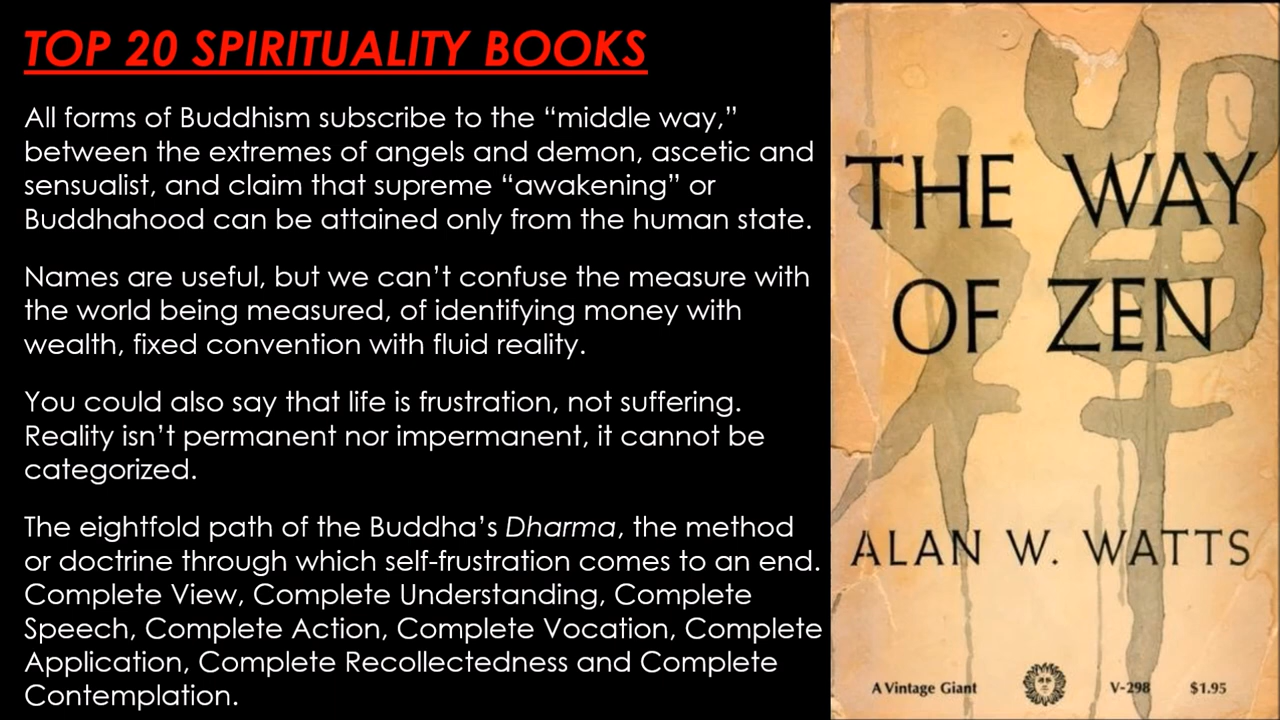 TOP 20 SPIRITUALITY BOOKS
All forms of Buddhism subscribe to the “middle way,”
between the extremes of angels and demon, ascetic and
sensualist, and claim that supreme “awakening” or
Buddhahood can be attained only from the human state.
Names are useful, but we can’t confuse the measure with
the world being measured, of identifying money with
wealth, fixed convention with fluid reality.
You could also say that life is frustration, not suffering.
Reality isn’t permanent nor impermanent, it cannot be
categorized.
The eightfold path of the Buddha’s Dharma, the method
or doctrine through which self-frustration comes to an end.
Complete View, Complete Understanding, Complete
Speech, Complete Action, Complete Vocation, Complete
Application, Complete Recollectedness and Complete
Contemplation.
THE WAY
OF ZEN
ALAN W. WATTS
A Vintage Giant V-298 $1.95